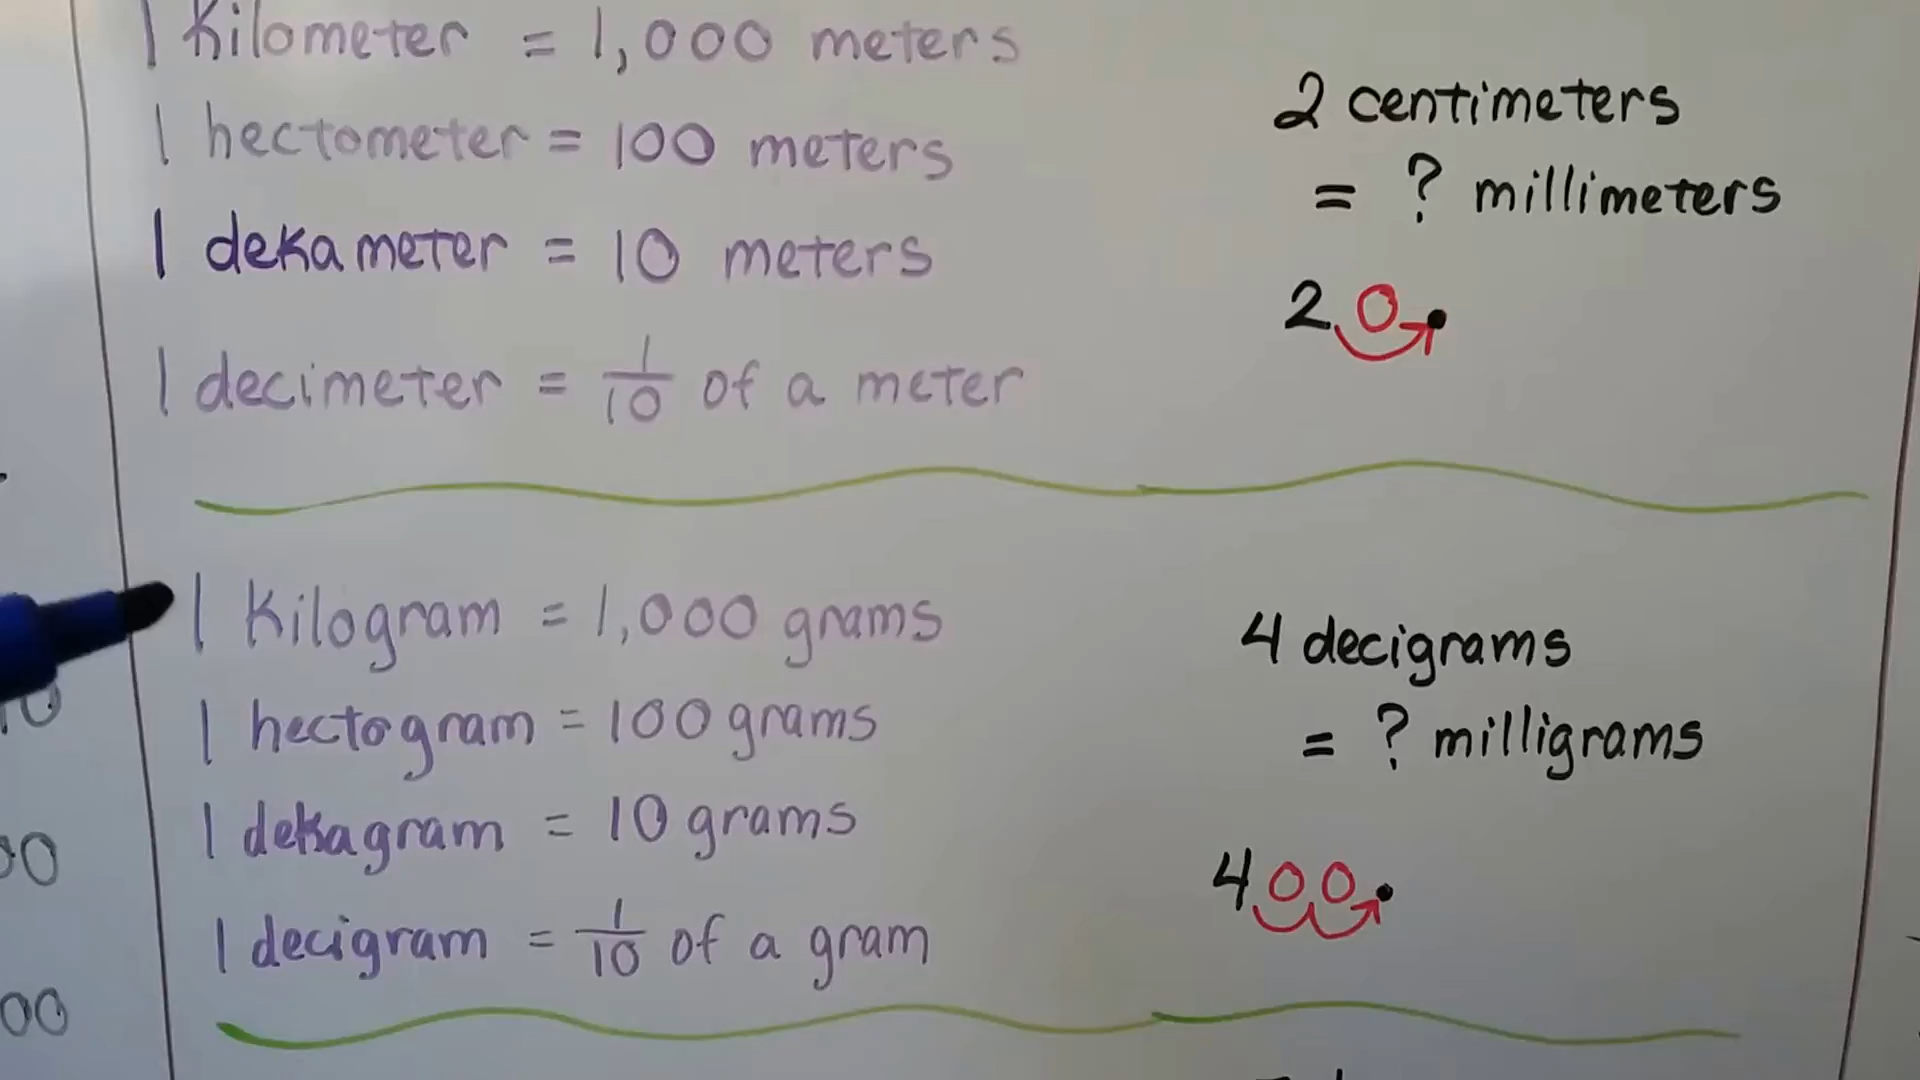 1 Kilometer = 1,000 meters
1 hectometer = 100 meters
1 dekameter = 10 meters
1 decimeter = 1/10 of a meter
2 centimeters
= ? millimeters
20.
1 Kilogram = 1,000 grams
1 hectogram = 100 grams
1 dekagram = 10 grams
1 decigram = 1/10 of a gram
4 decigrams
= ? milligrams
400.
00